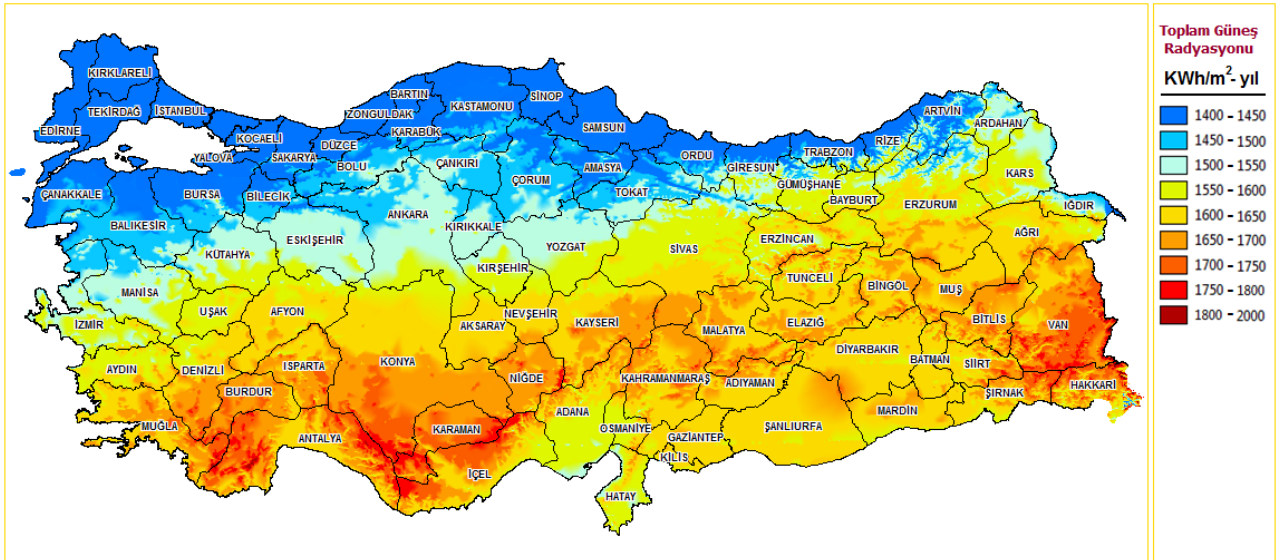 KIRKLARELİ
TEKİRDAĞ
İSTANBUL
EDİRNE
KOCAELİ
YALOVA
SAKARYA
DÜZCE
ZONGULDAK
BARTIN
KARABÜK
KASTAMONU
SİNOP
SAMSUN
BOLU
ÇANKIRI
ÇORUM
AMASYA
TOKAT
ORDU
GİRESUN
TRABZON
RİZE
ARTVİN
ARDAHAN
GÜMÜŞHANE
BAYBURT
ERZURUM
KARS
IĞDIR
AĞRI
ÇANAKKALE
BURSA
BİLECİK
BALIKESİR
KÜTAHYA
ESKİŞEHİR
ANKARA
KIRIKKALE
YOZGAT
KIRŞEHİR
SİVAS
ERZİNCAN
TUNCELİ
BİNGÖL
MUŞ
BİTLİS
VAN
MANİSA
İZMİR
UŞAK
AFYON
AKSARAY
NEVŞEHİR
KAYSERİ
MALATYA
ELAZIĞ
DİYARBAKIR
BATMAN
SİİRT
ŞIRNAK
HAKKARİ
AYDIN
DENİZLİ
ISPARTA
BURDUR
KONYA
NİĞDE
KAHRAMANMARAŞ
ADIYAMAN
MARDİN
MUĞLA
ANTALYA
KARAMAN
İÇEL
ADANA
OSMANİYE
GAZİANTEP
KİLİS
ŞANLIURFA
HATAY
Toplam Güneş
Radyasyonu
KWh/m²- yıl
1400 - 1450
1450 - 1500
1500 - 1550
1550 - 1600
1600 - 1650
1650 - 1700
1700 - 1750
1750 - 1800
1800 - 2000